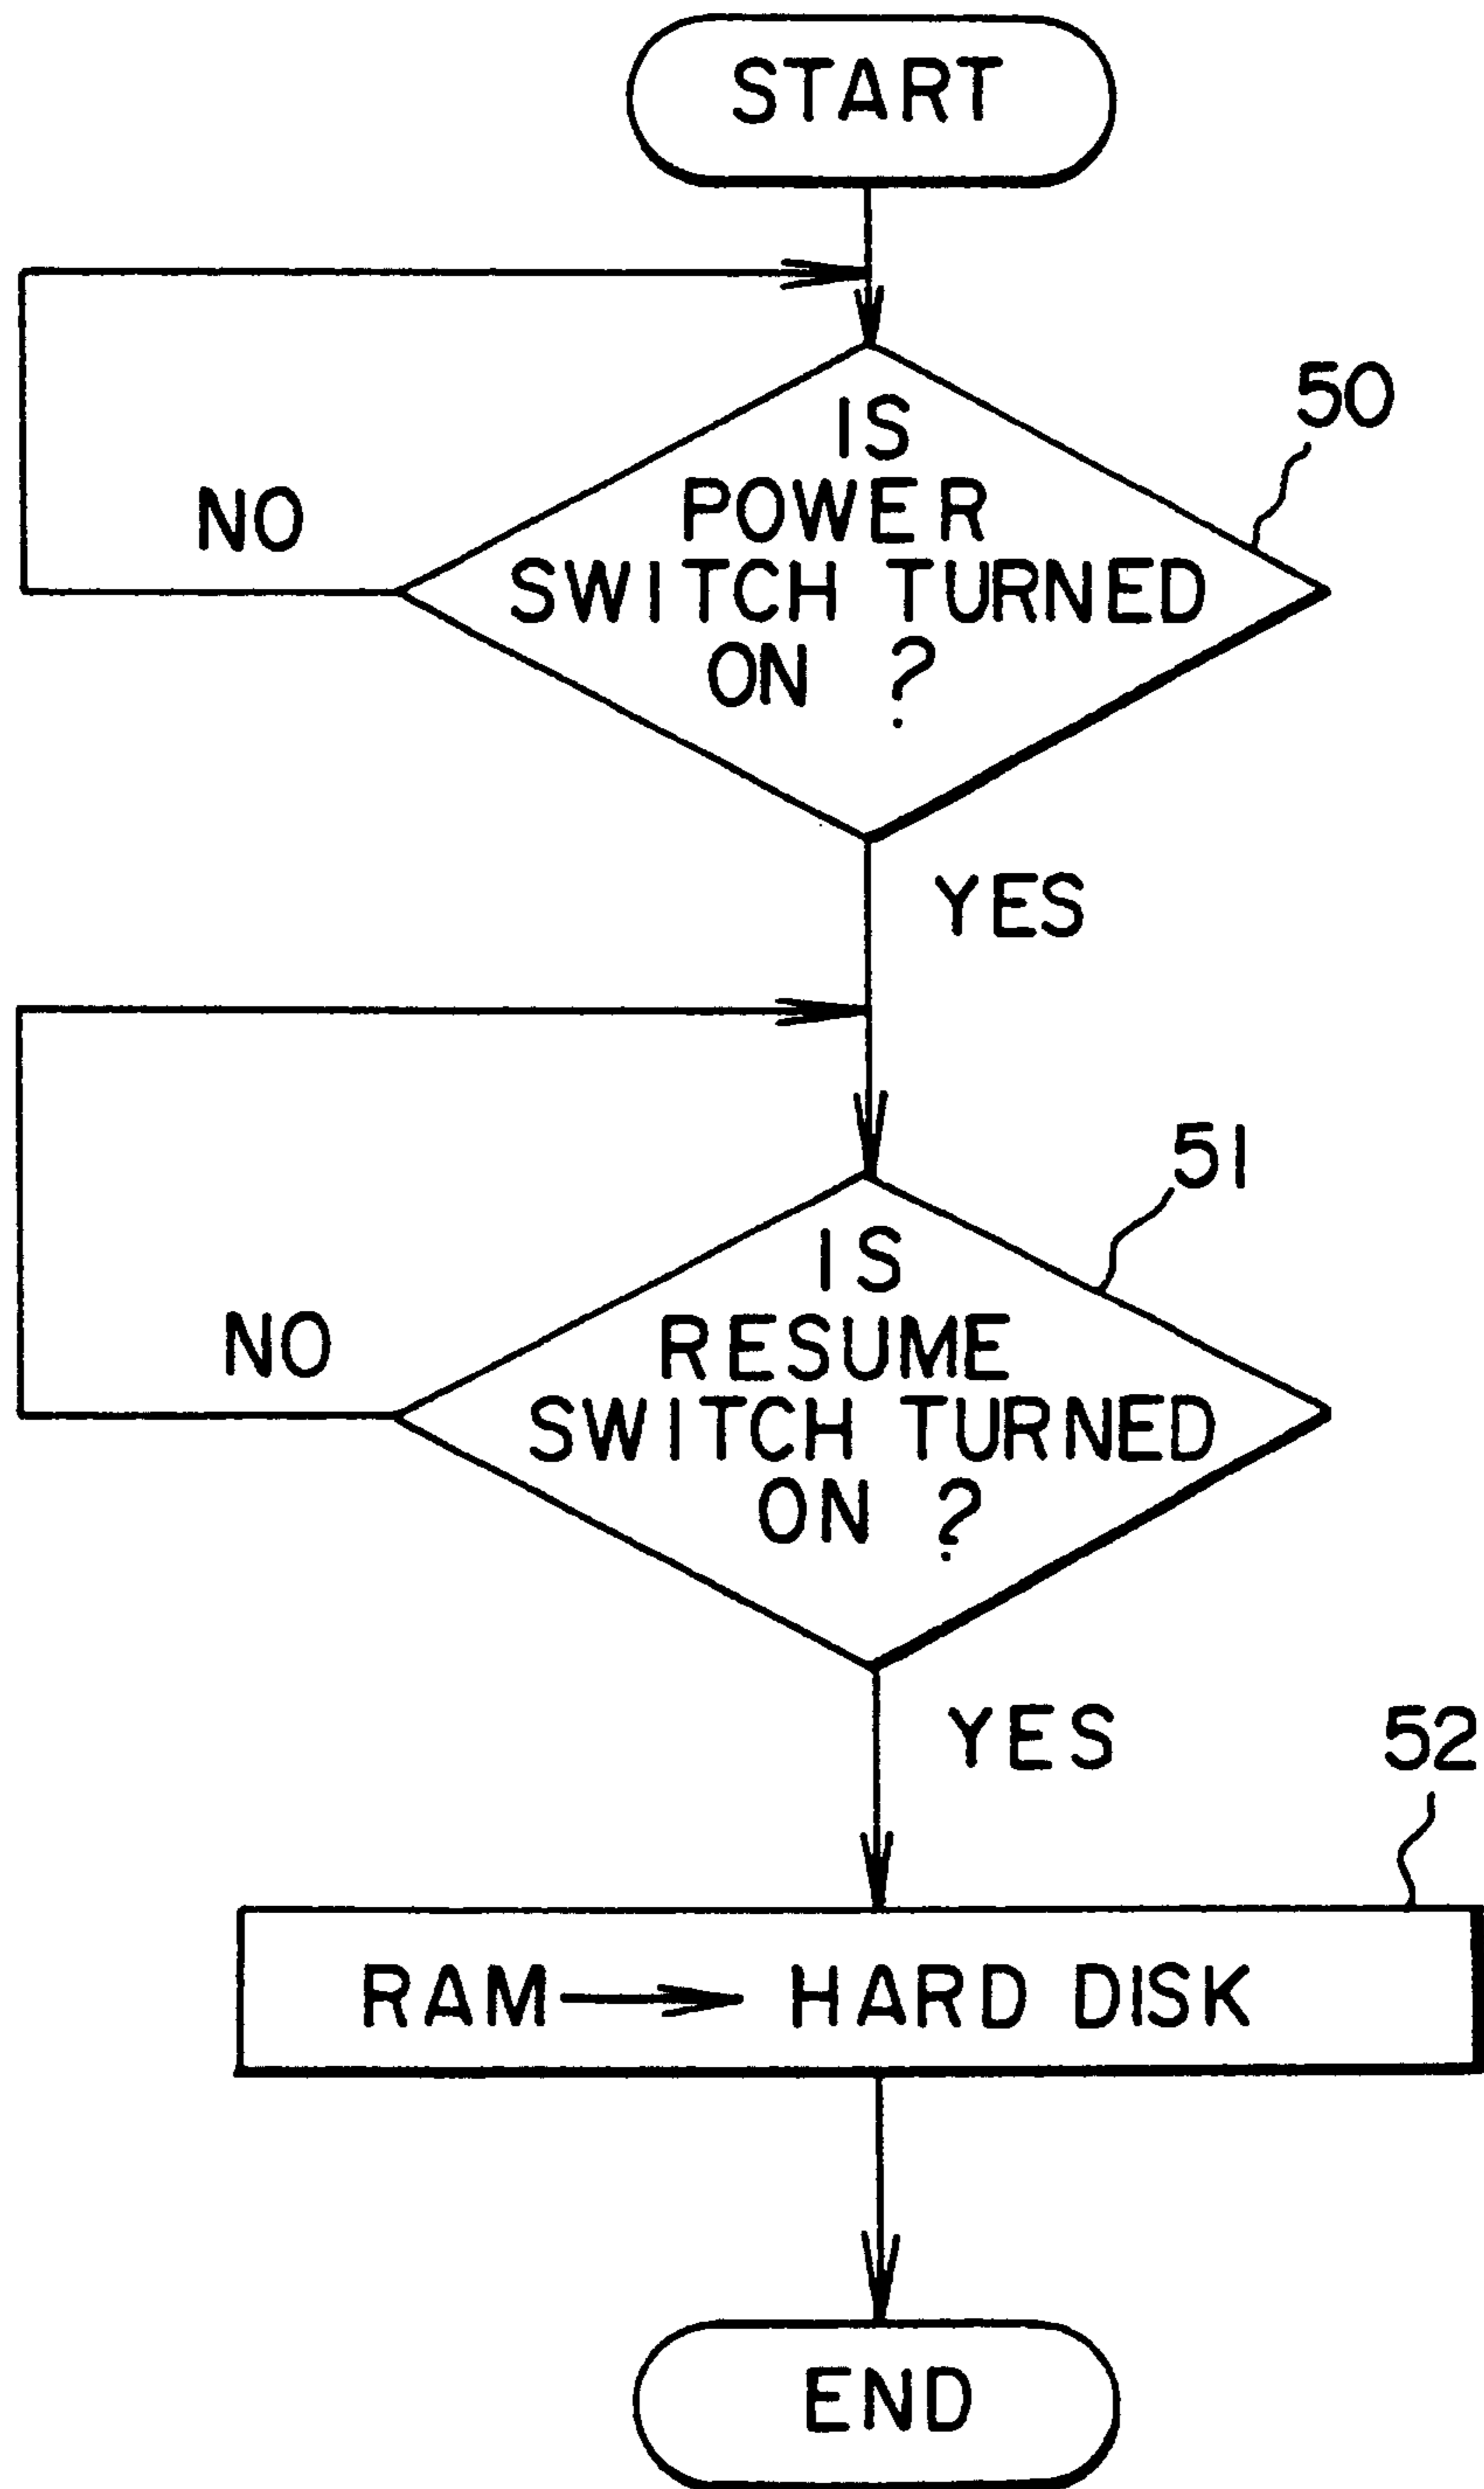 START
50
IS
POWER
SWITCH TURNED
ON ?
NO
YES
51
IS
RESUME
SWITCH TURNED
ON ?
NO
YES
52
RAM → HARD DISK
END